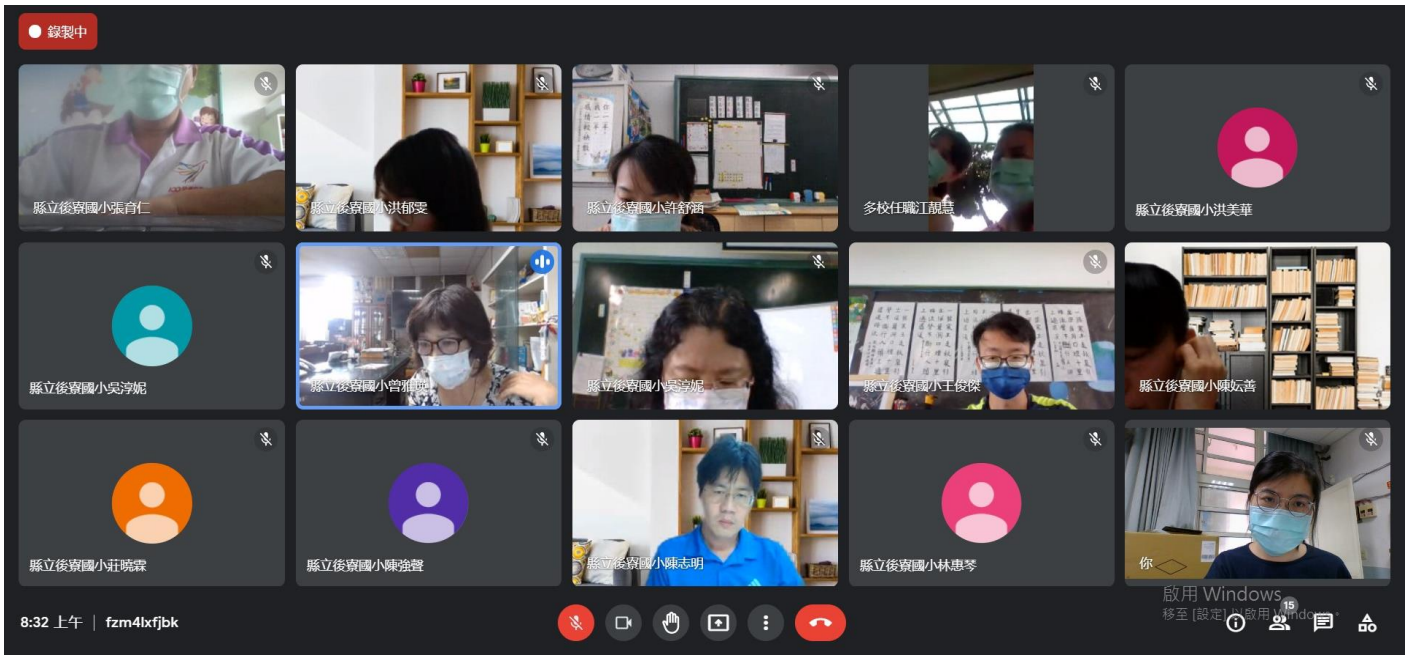 錄製中
縣立後寮國小張育仁
縣立後寮國小洪郁雯
縣立後寮國小許舒涵
多校任職江靚慧
縣立後寮國小洪美華
縣立後寮國小吳淳妮
縣立後寮國小曾雅瑛
縣立後寮國小吳淳妮
縣立後寮國小王俊傑
縣立後寮國小陳妘善
縣立後寮國小莊曉霖
縣立後寮國小陳強聲
縣立後寮國小陳志明
縣立後寮國小林惠琴
你
啟用 Windows
移至 [設定] 以啟用 Windows。
15
8:32 上午 | fzm4lxfjbk